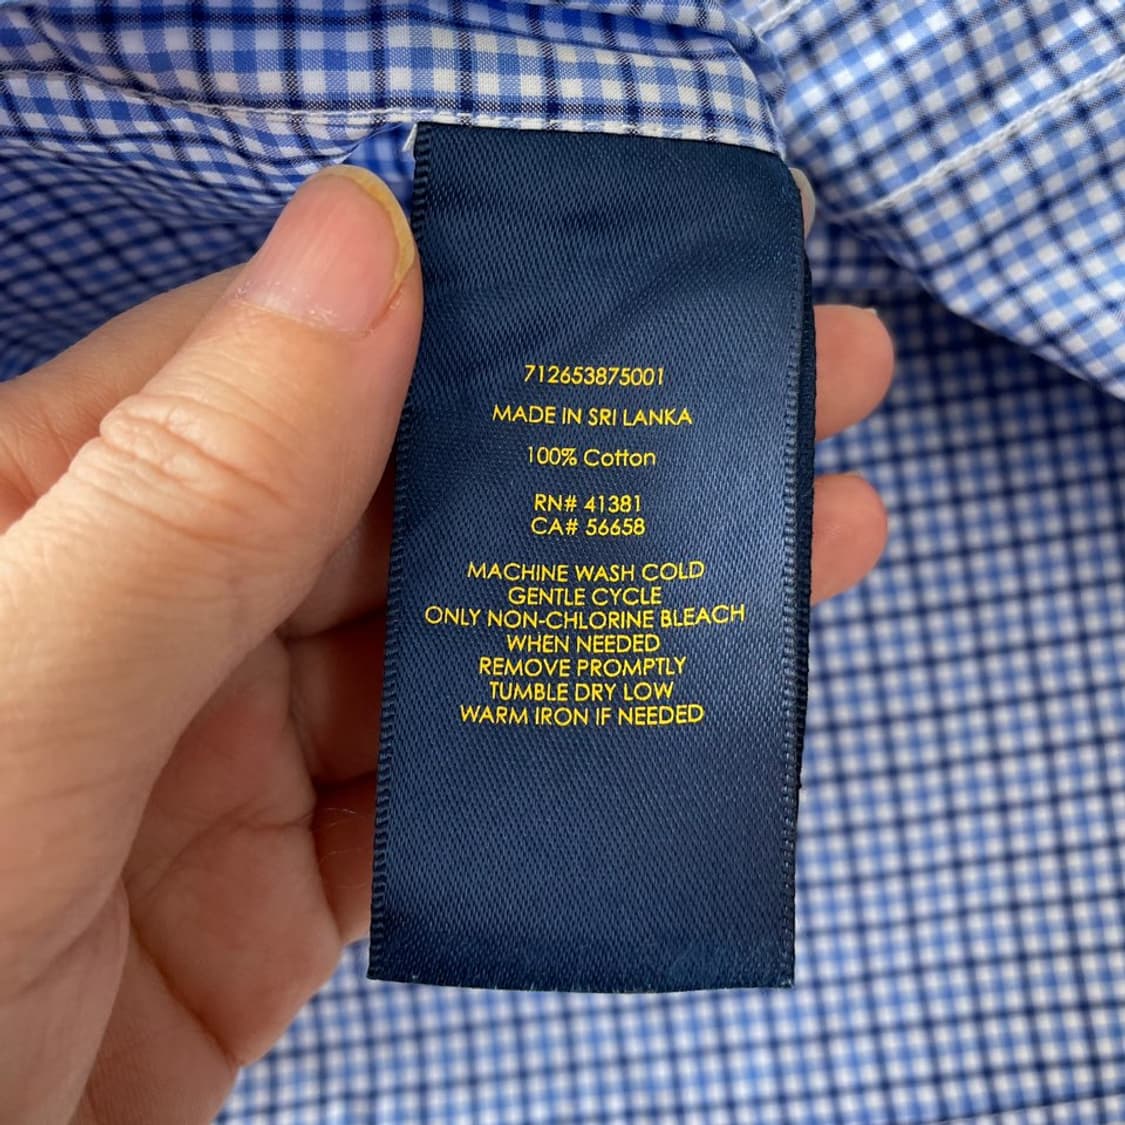 712653875001
MADE IN SRI LANKA
100% Cotton
RN# 41381
CA# 56658
MACHINE WASH COLD
GENTLE CYCLE
ONLY NON-CHLORINE BLEACH
WHEN NEEDED
REMOVE PROMPTLY
TUMBLE DRY LOW
WARM IRON IF NEEDED